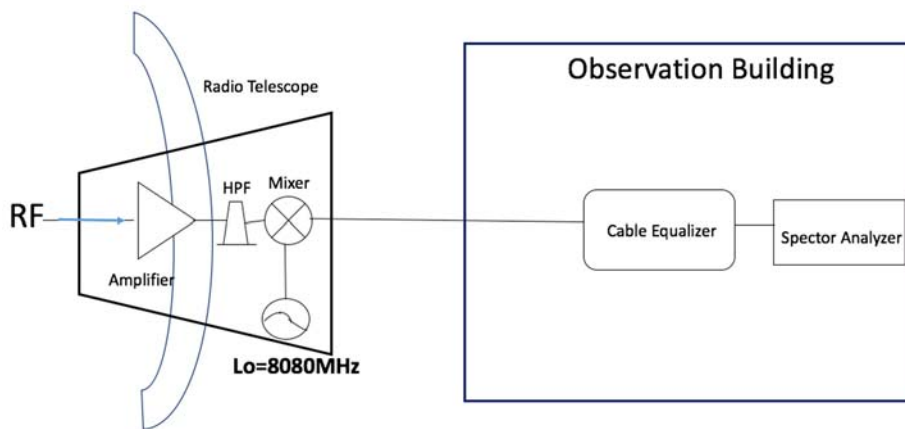 Observation Building
Radio Telescope
HPF
Mixer
RF
Cable Equalizer
Spector Analyzer
Amplifier
Lo=8080MHz